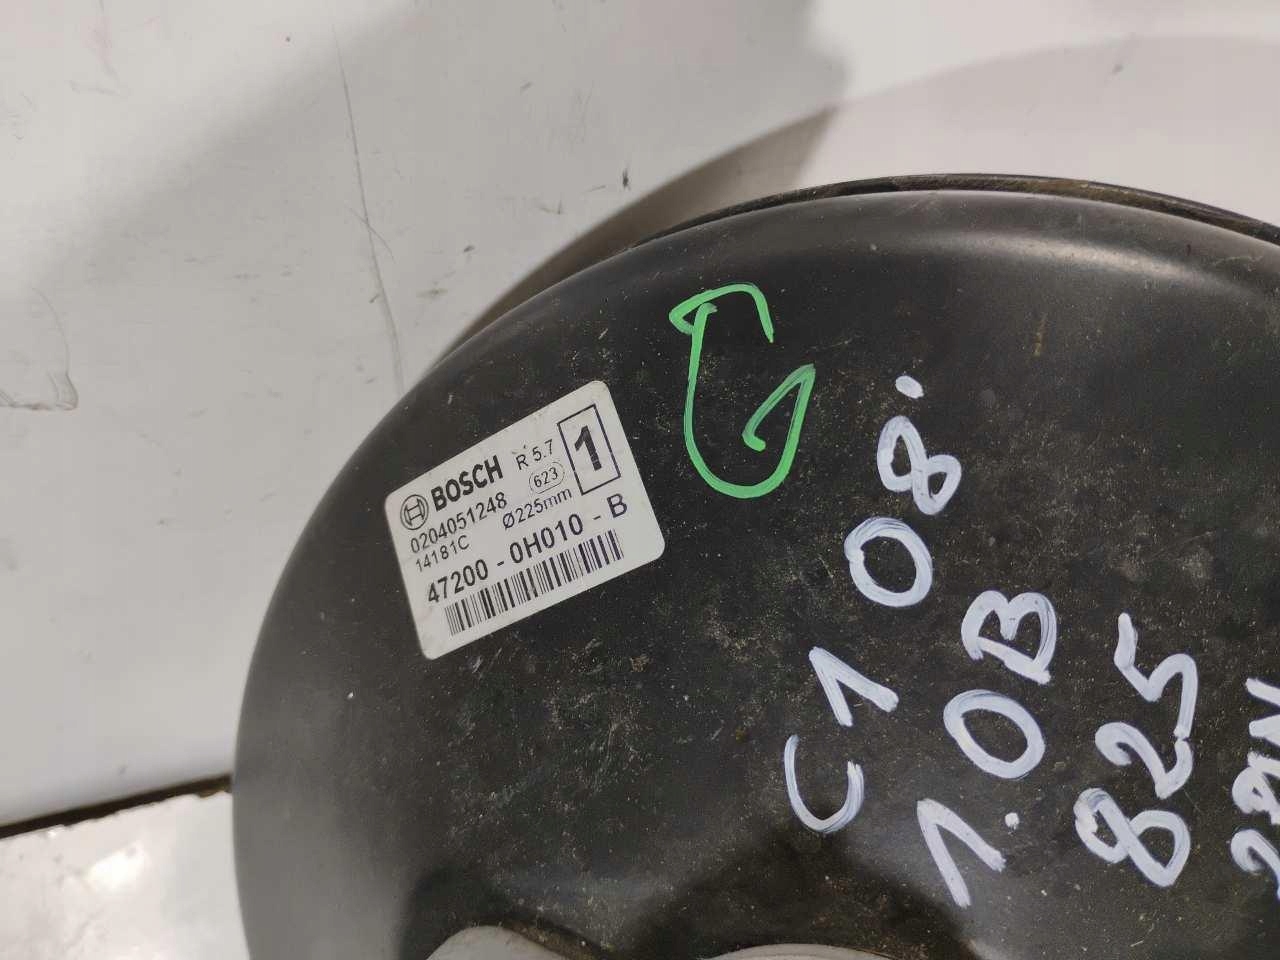 BOSCH R 5.7 1
0204051248 623
14181C Ø225mm
47200 - 0H010 - B
C1 08.
1.0B
825